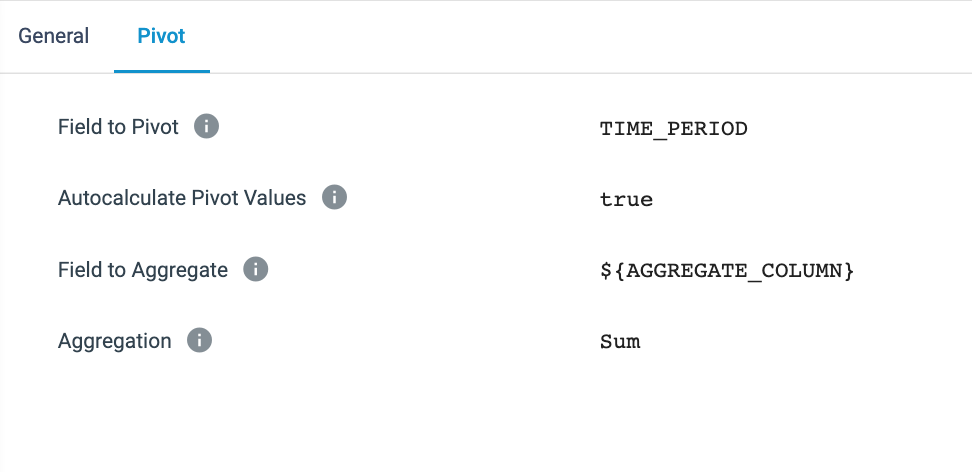 General Pivot
Field to Pivot TIME_PERIOD
Autocalculate Pivot Values true
Field to Aggregate ${AGGREGATE_COLUMN}
Aggregation Sum